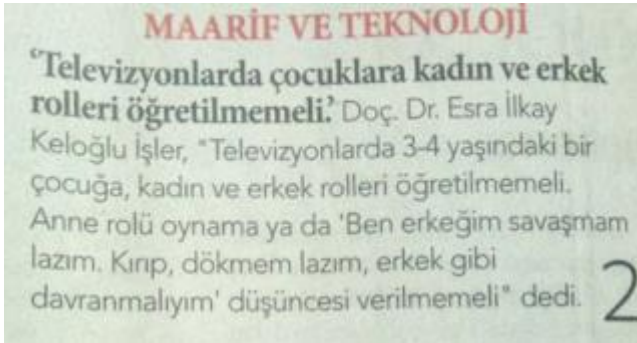 MAARİF VE TEKNOLOJİ
'Televizyonlarda çocuklara kadın ve erkek
rolleri öğretilmemeli.' Doç. Dr. Esra İlkay
Keloğlu İşler, "Televizyonlarda 3-4 yaşındaki bir
çocuğa, kadın ve erkek rolleri öğretilmemeli.
Anne rolü oynama ya da 'Ben erkeğim savaşmam
lazım. Kırıp, dökmem lazım, erkek gibi
davranmalıyım' düşüncesi verilmemeli" dedi. 2